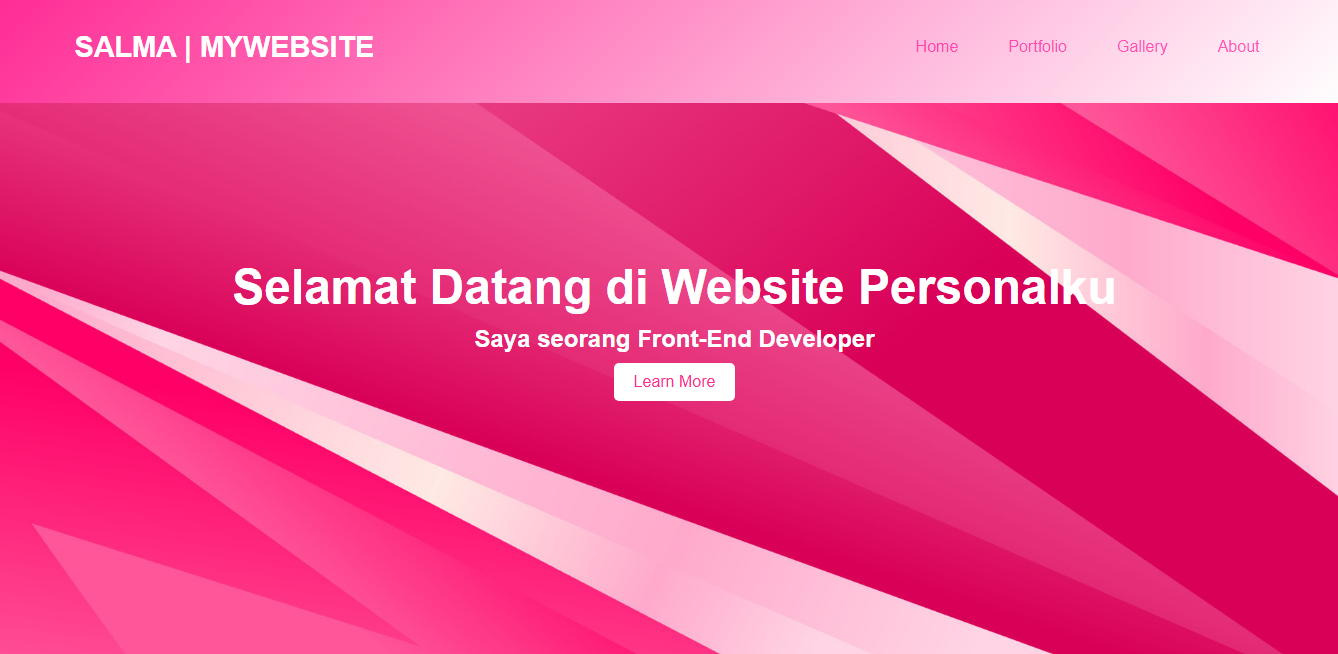 SALMA | MYWEBSITE
Home Portfolio Gallery About
Selamat Datang di Website Personalku
Saya seorang Front-End Developer
Learn More